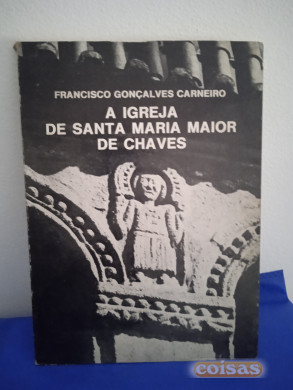 FRANCISCO GONÇALVES CARNEIRO
A IGREJA
DE SANTA MARIA MAIOR
DE CHAVES
coisas